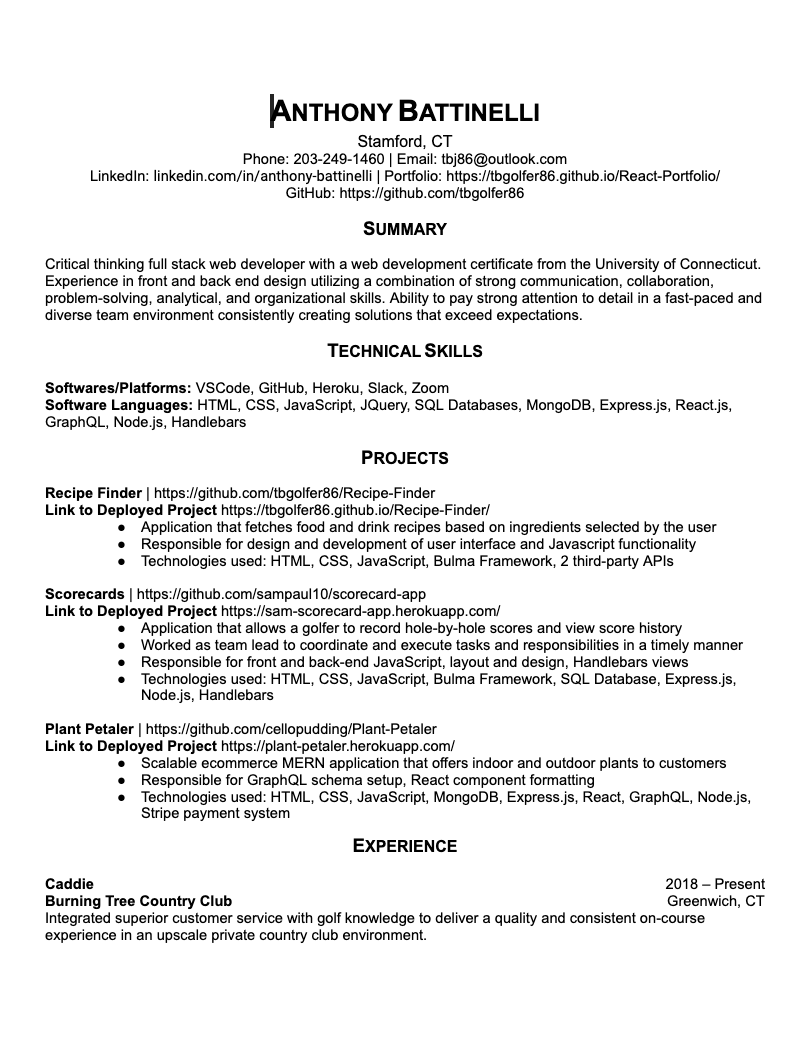 ANTHONY BATTINELLI
Stamford, CT
Phone: 203-249-1460 | Email: tbj86@outlook.com
LinkedIn: linkedin.com/in/anthony-battinelli | Portfolio: https://tbgolfer86.github.io/React-Portfolio/
GitHub: https://github.com/tbgolfer86
SUMMARY
Critical thinking full stack web developer with a web development certificate from the University of Connecticut.
Experience in front and back end design utilizing a combination of strong communication, collaboration,
problem-solving, analytical, and organizational skills. Ability to pay strong attention to detail in a fast-paced and
diverse team environment consistently creating solutions that exceed expectations.
TECHNICAL SKILLS
Softwares/Platforms: VSCode, GitHub, Heroku, Slack, Zoom
Software Languages: HTML, CSS, JavaScript, JQuery, SQL Databases, MongoDB, Express.js, React.js,
GraphQL, Node.js, Handlebars
PROJECTS
Recipe Finder | https://github.com/tbgolfer86/Recipe-Finder
Link to Deployed Project https://tbgolfer86.github.io/Recipe-Finder/
● Application that fetches food and drink recipes based on ingredients selected by the user
● Responsible for design and development of user interface and Javascript functionality
● Technologies used: HTML, CSS, JavaScript, Bulma Framework, 2 third-party APIs
Scorecards | https://github.com/sampaul10/scorecard-app
Link to Deployed Project https://sam-scorecard-app.herokuapp.com/
● Application that allows a golfer to record hole-by-hole scores and view score history
● Worked as team lead to coordinate and execute tasks and responsibilities in a timely manner
● Responsible for front and back-end JavaScript, layout and design, Handlebars views
● Technologies used: HTML, CSS, JavaScript, Bulma Framework, SQL Database, Express.js,
Node.js, Handlebars
Plant Petaler | https://github.com/cellopudding/Plant-Petaler
Link to Deployed Project https://plant-petaler.herokuapp.com/
● Scalable ecommerce MERN application that offers indoor and outdoor plants to customers
● Responsible for GraphQL schema setup, React component formatting
● Technologies used: HTML, CSS, JavaScript, MongoDB, Express.js, React, GraphQL, Node.js,
Stripe payment system
EXPERIENCE
Caddie 2018 – Present
Burning Tree Country Club Greenwich, CT
Integrated superior customer service with golf knowledge to deliver a quality and consistent on-course
experience in an upscale private country club environment.